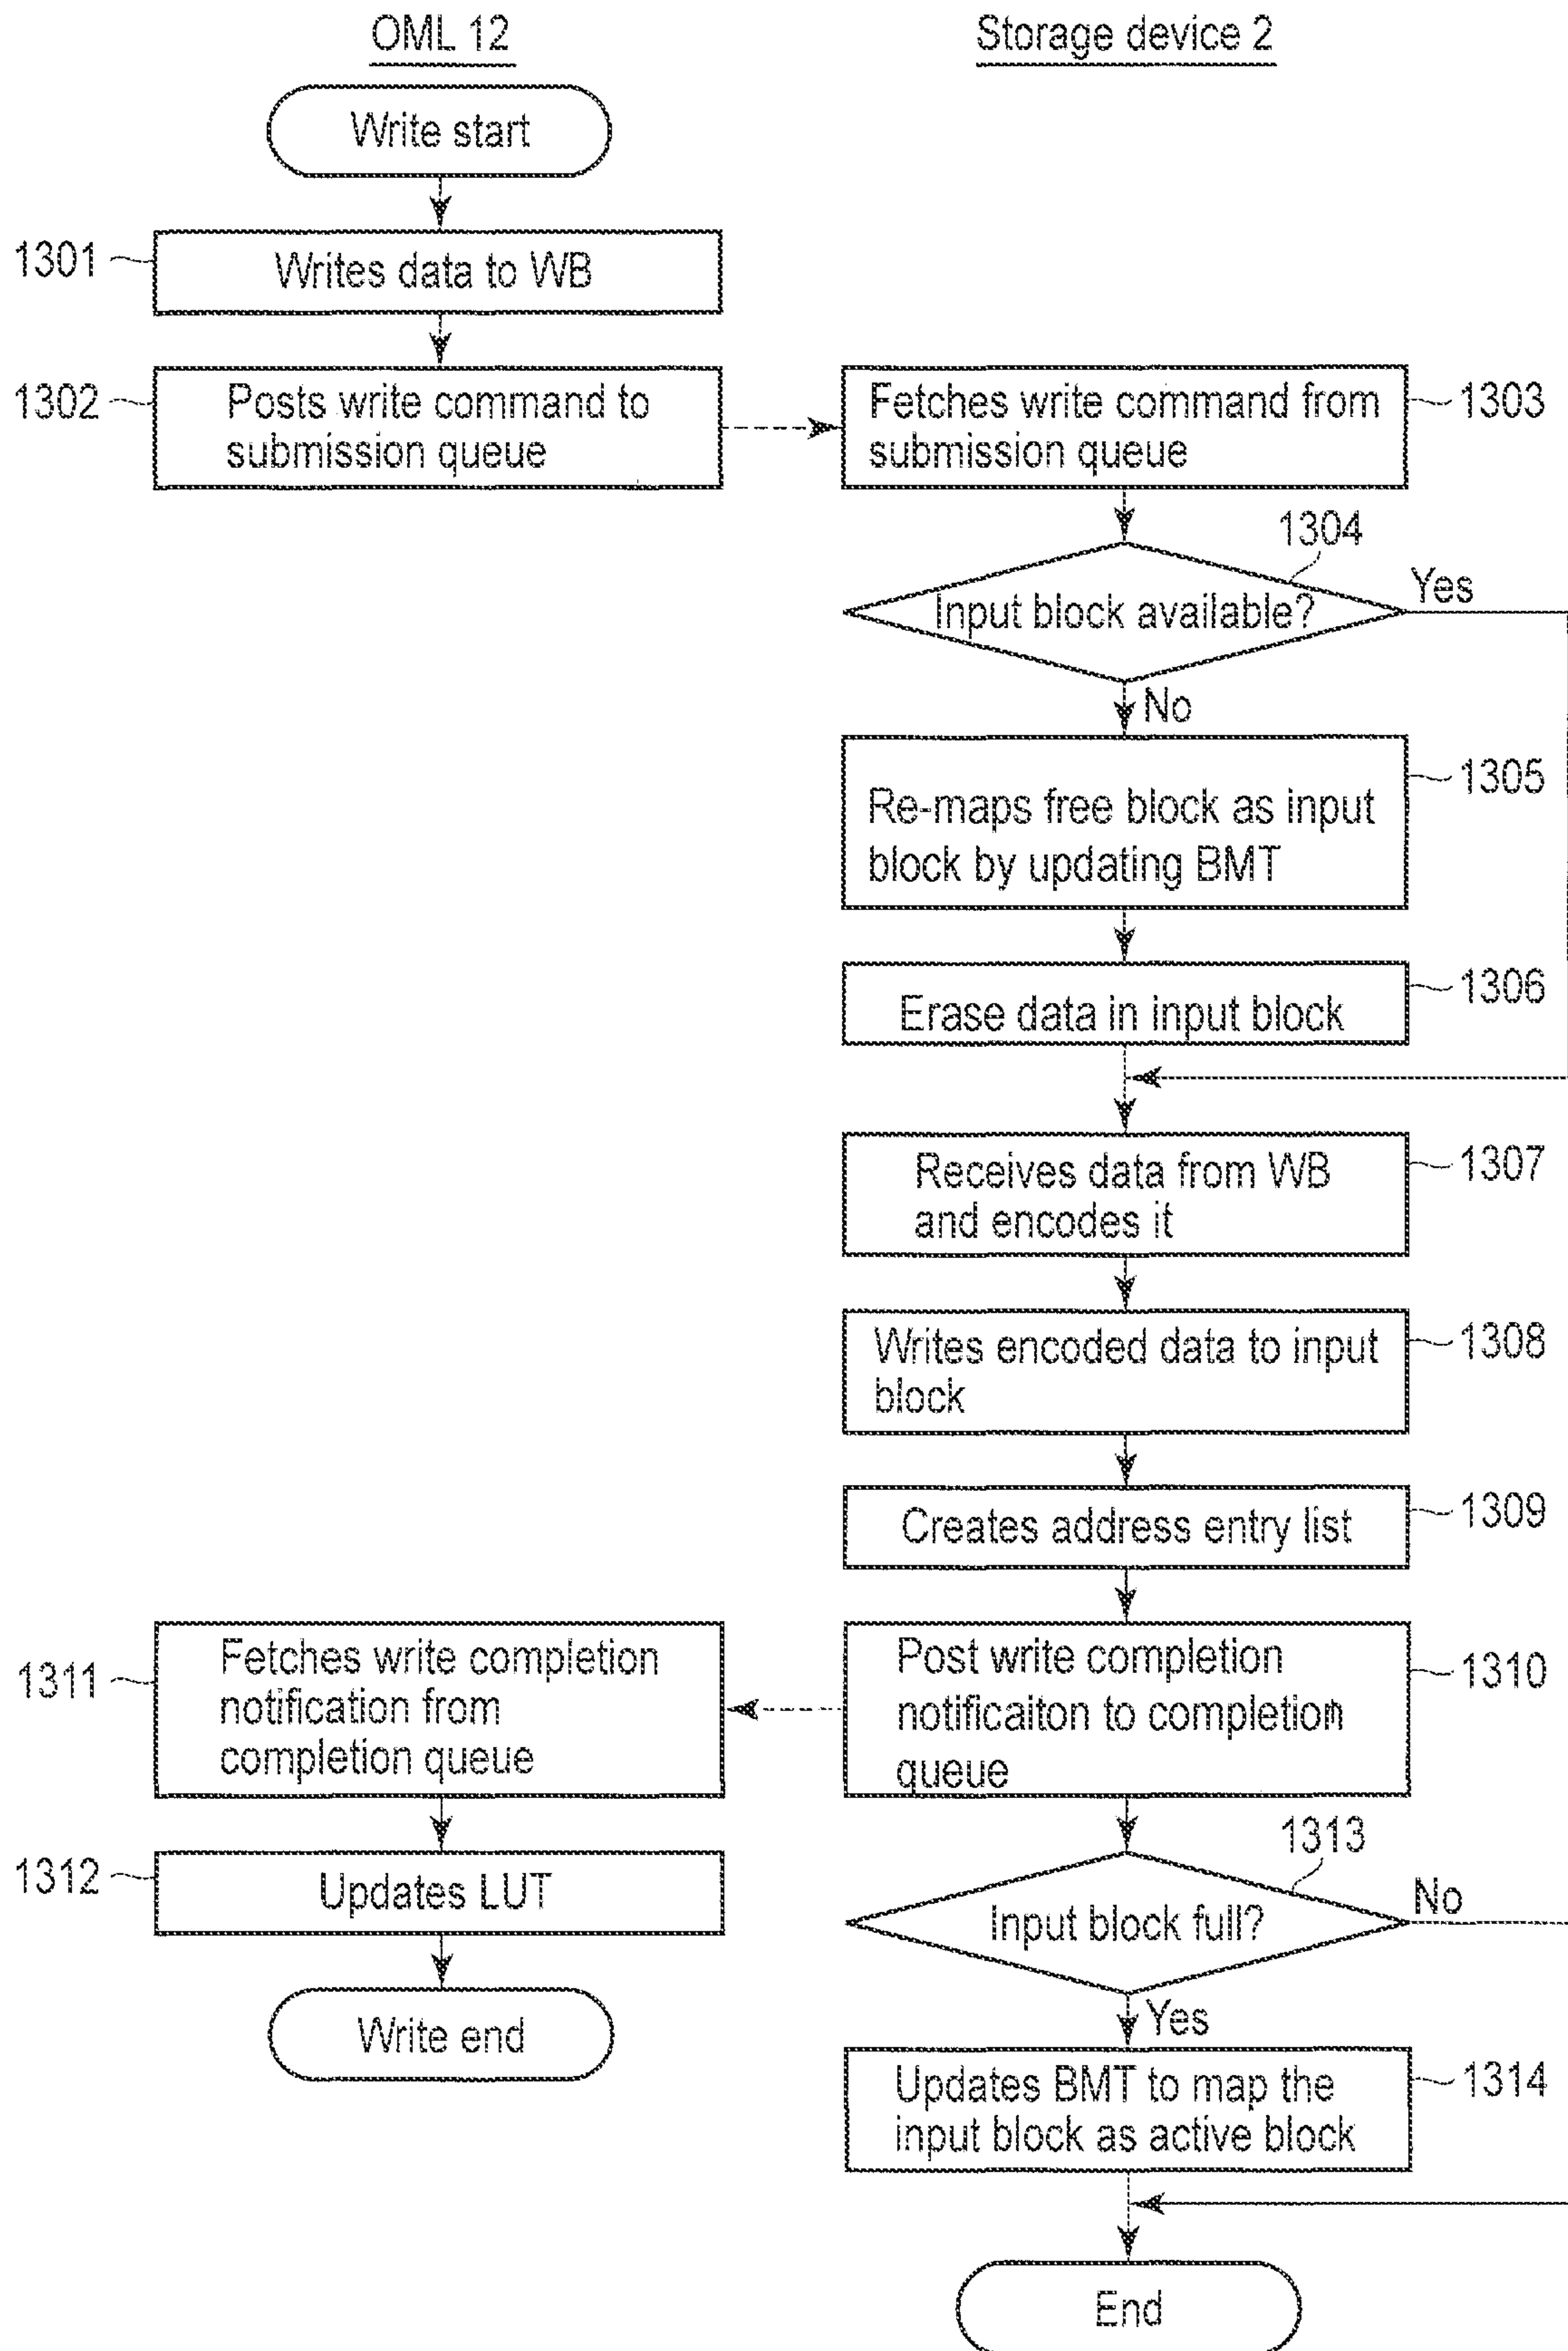 OML 12
Storage device 2
Write start
1301
Writes data to WB
1302
Posts write command to
submission queue
Fetches write command from
submission queue
1303
1304
Input block available?
Yes
No
1305
Re-maps free block as input
block by updating BMT
1306
Erase data in input block
Receives data from WB
and encodes it
1307
Writes encoded data to input
block
1308
Creates address entry list
1309
1311
Fetches write completion
notification from
completion queue
Post write completion
notificaiton to completion
queue
1310
1312
Updates LUT
1313
Input block full?
No
Write end
Yes
Updates BMT to map the
input block as active block
1314
End